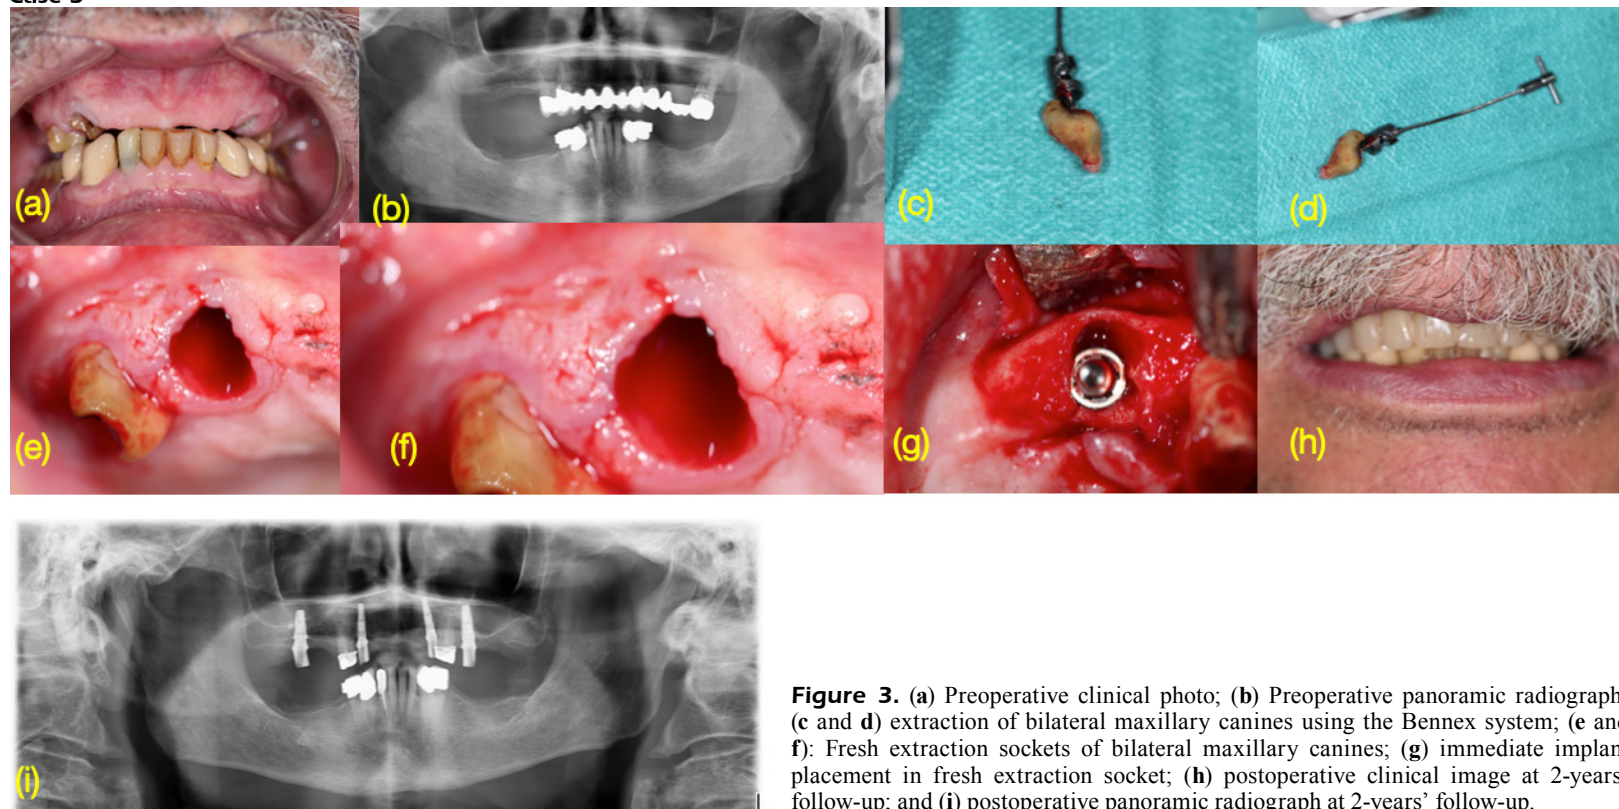 (a)
(b)
(c)
(d)
(e)
(f)
(g)
(h)
(i)
Figure 3. (a) Preoperative clinical photo; (b) Preoperative panoramic radiograph
(c and d) extraction of bilateral maxillary canines using the Bennex system; (e an
f): Fresh extraction sockets of bilateral maxillary canines; (g) immediate implan
placement in fresh extraction socket; (h) postoperative clinical image at 2-years
follow-up; and (i) postoperative panoramic radiograph at 2-years' follow-up.